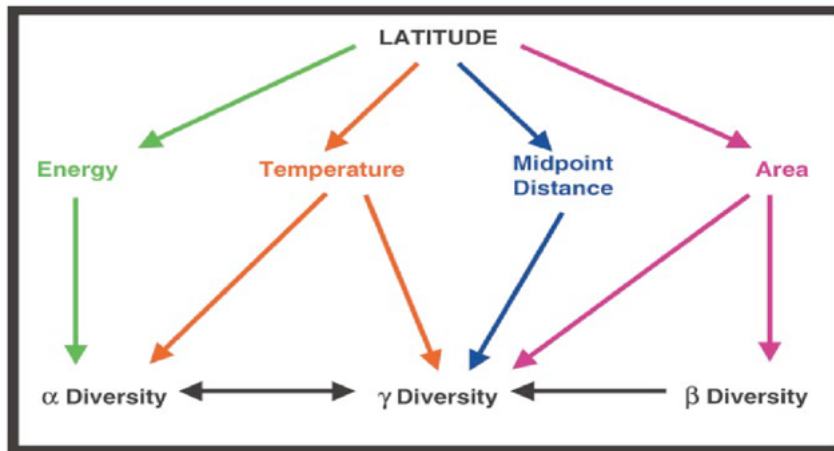 LATITUDE
Energy
Temperature
Midpoint
Distance
Area
α Diversity
γ Diversity
β Diversity